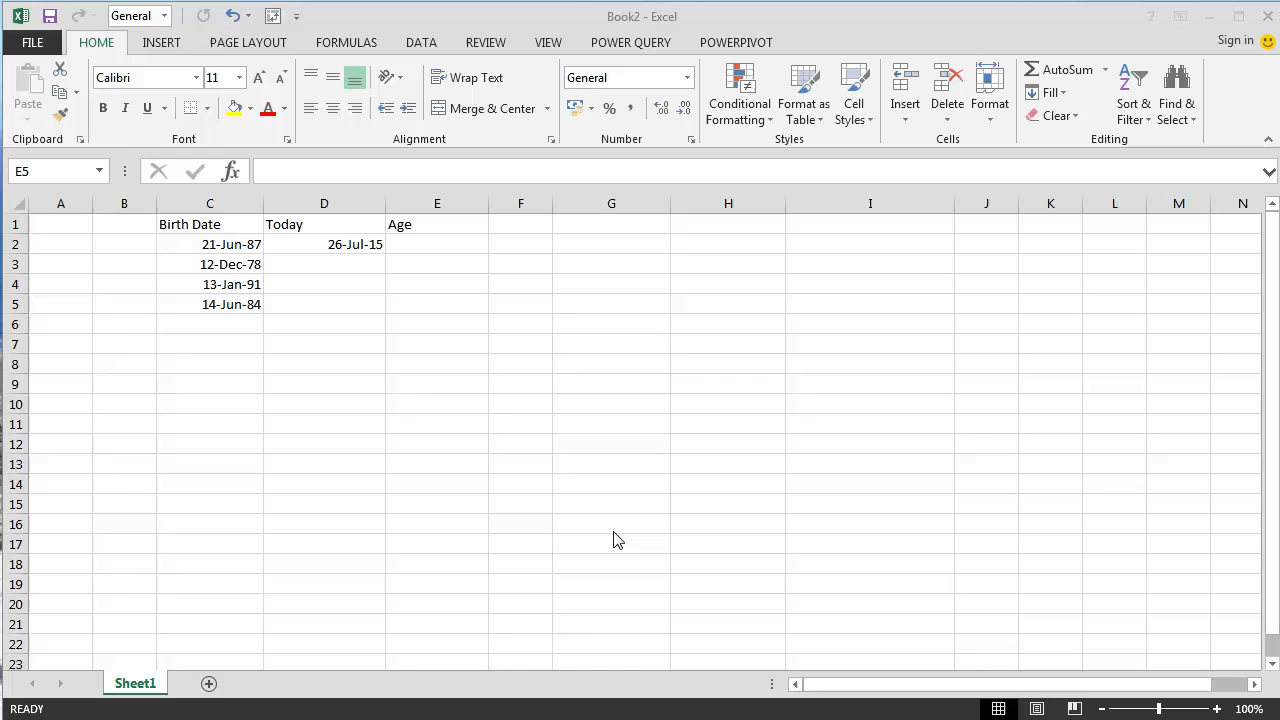 General
Book2 - Excel
FILE HOME INSERT PAGE LAYOUT FORMULAS DATA REVIEW VIEW POWER QUERY POWERPIVOT Sign in
Paste
Calibri 11
B I U A
Wrap Text
Merge & Center
General
% ,
Conditional Formatting
Format as Table
Cell Styles
Insert
Delete
Format
AutoSum
Fill
Clear
Sort & Filter
Find & Select
Clipboard Font Alignment Number Styles Cells Editing
E5 fx
A B C D E F G H I J K L M N
1 Birth Date Today Age
2 21-Jun-87 26-Jul-15
3 12-Dec-78
4 13-Jan-91
5 14-Jun-84
6
7
8
9
10
11
12
13
14
15
16
17
18
19
20
21
22
23
Sheet1
READY 100%